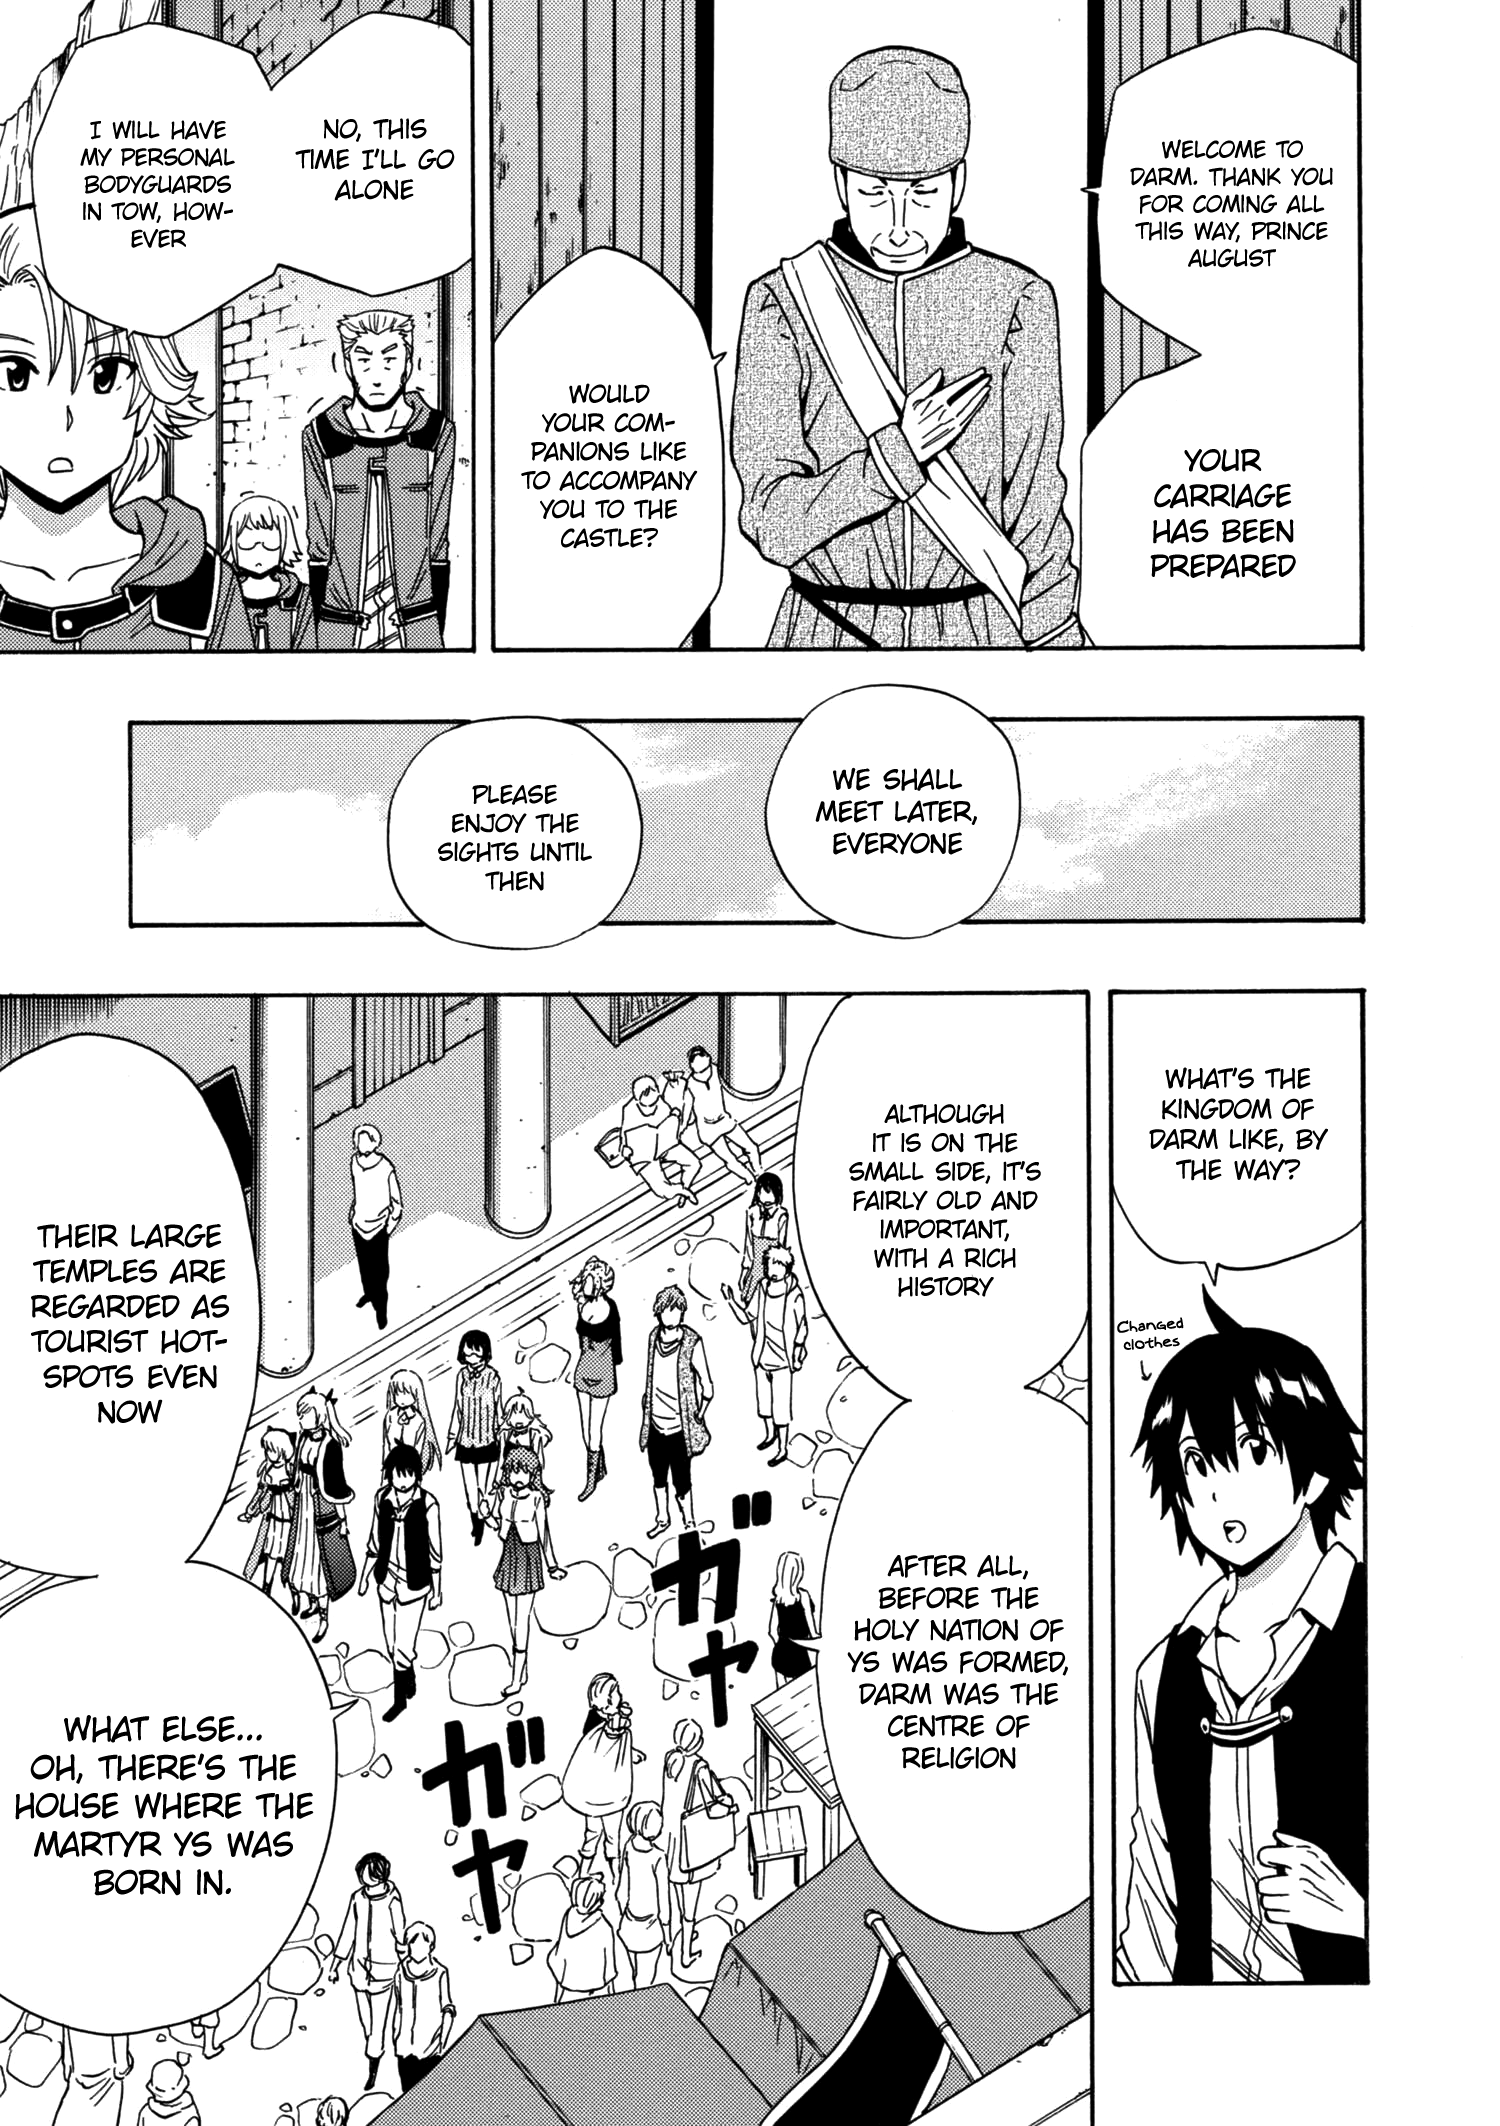 WELCOME TO
DARM. THANK YOU
FOR COMING ALL
THIS WAY, PRINCE
AUGUST
YOUR
CARRIAGE
HAS BEEN
PREPARED
WOULD
YOUR COM-
PANIONS LIKE
TO ACCOMPANY
YOU TO THE
CASTLE?
NO, THIS
TIME I'LL GO
ALONE
I WILL HAVE
MY PERSONAL
BODYGUARDS
IN TOW, HOW-
EVER
WE SHALL
MEET LATER,
EVERYONE
PLEASE
ENJOY THE
SIGHTS UNTIL
THEN
WHAT'S THE
KINGDOM OF
DARM LIKE, BY
THE WAY?
Changed
clothes
ALTHOUGH
IT IS ON THE
SMALL SIDE, IT'S
FAIRLY OLD AND
IMPORTANT,
WITH A RICH
HISTORY
AFTER ALL,
BEFORE THE
HOLY NATION OF
YS WAS FORMED,
DARM WAS THE
CENTRE OF
RELIGION
ガヤ
ガヤ
THEIR LARGE
TEMPLES ARE
REGARDED AS
TOURIST HOT-
SPOTS EVEN
NOW
WHAT ELSE...
OH, THERE'S THE
HOUSE WHERE THE
MARTYR YS WAS
BORN IN.